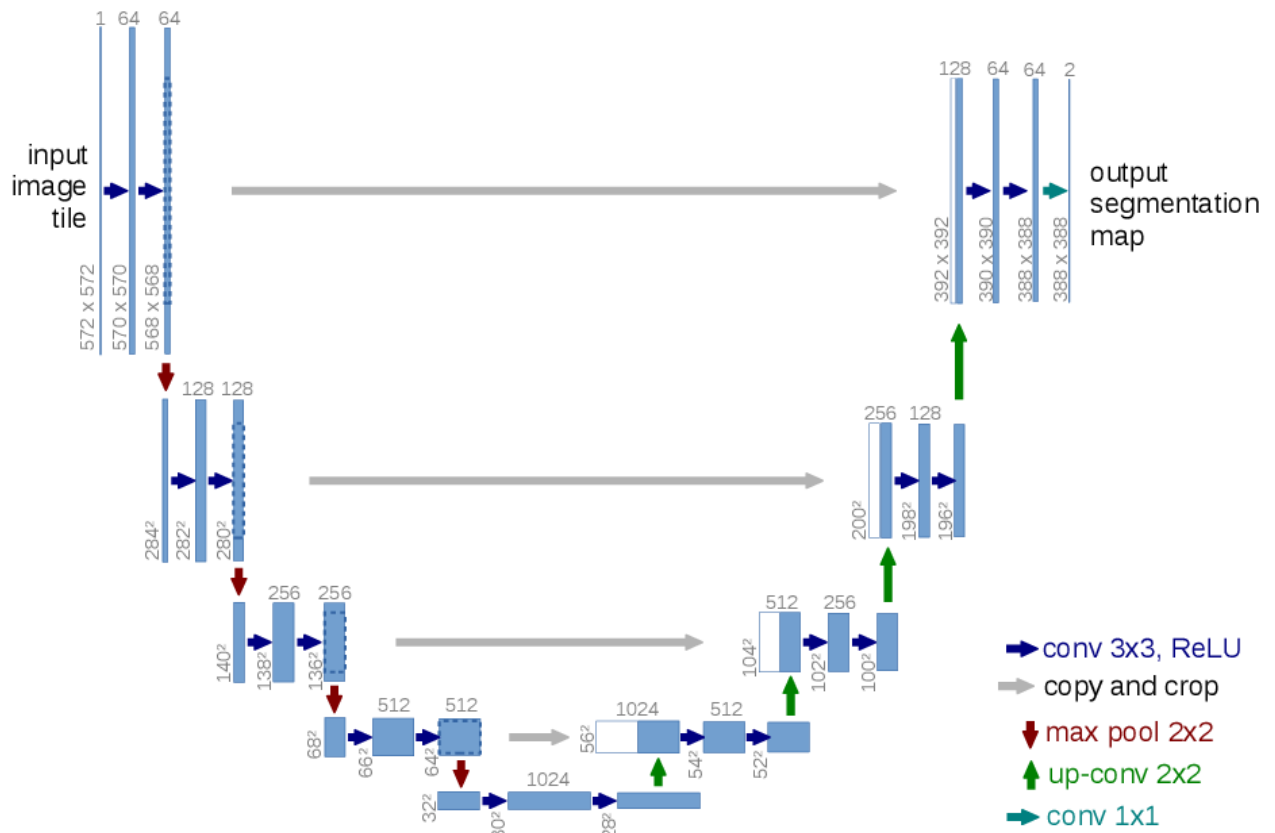 1 64 64
input
image
tile
572 x 572
570 x 570
568 x 568
128 64 64 2
output
segmentation
map
392 x 392
390 x 390
388 x 388
388 x 388
128 128
284²
282²
280²
256 128
200²
198²
196²
256 256
140²
138²
136²
512 256
104²
102²
100²
512 512
68²
66²
64²
1024 512
56²
54²
52²
1024
32²
conv 3x3, ReLU
copy and crop
max pool 2x2
up-conv 2x2
conv 1x1